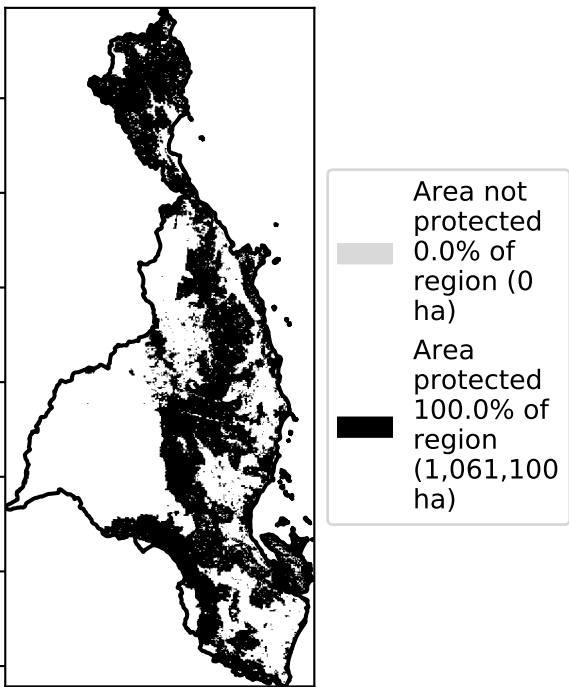 Area not
protected
0.0% of
region (0
ha)
Area
protected
100.0% of
region
(1,061,100
ha)